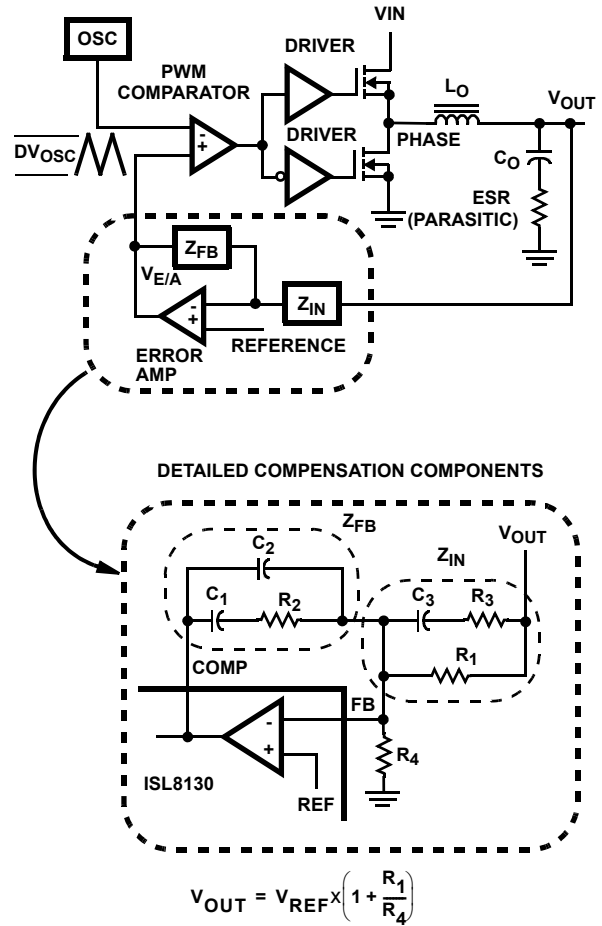 VIN
OSC
DRIVER
PWM
COMPARATOR
LO
VOUT
-
+
DRIVER
PHASE
DVOSC
CO
ESR
(PARASITIC)
ZFB
VE/A
-
+
ZIN
REFERENCE
ERROR
AMP
DETAILED COMPENSATION COMPONENTS
ZFB
VOUT
C2
ZIN
C1
R2
C3
R3
COMP
R1
FB
-
+
R4
ISL8130
REF
VOUT = VREF x (1 + R1/R4)